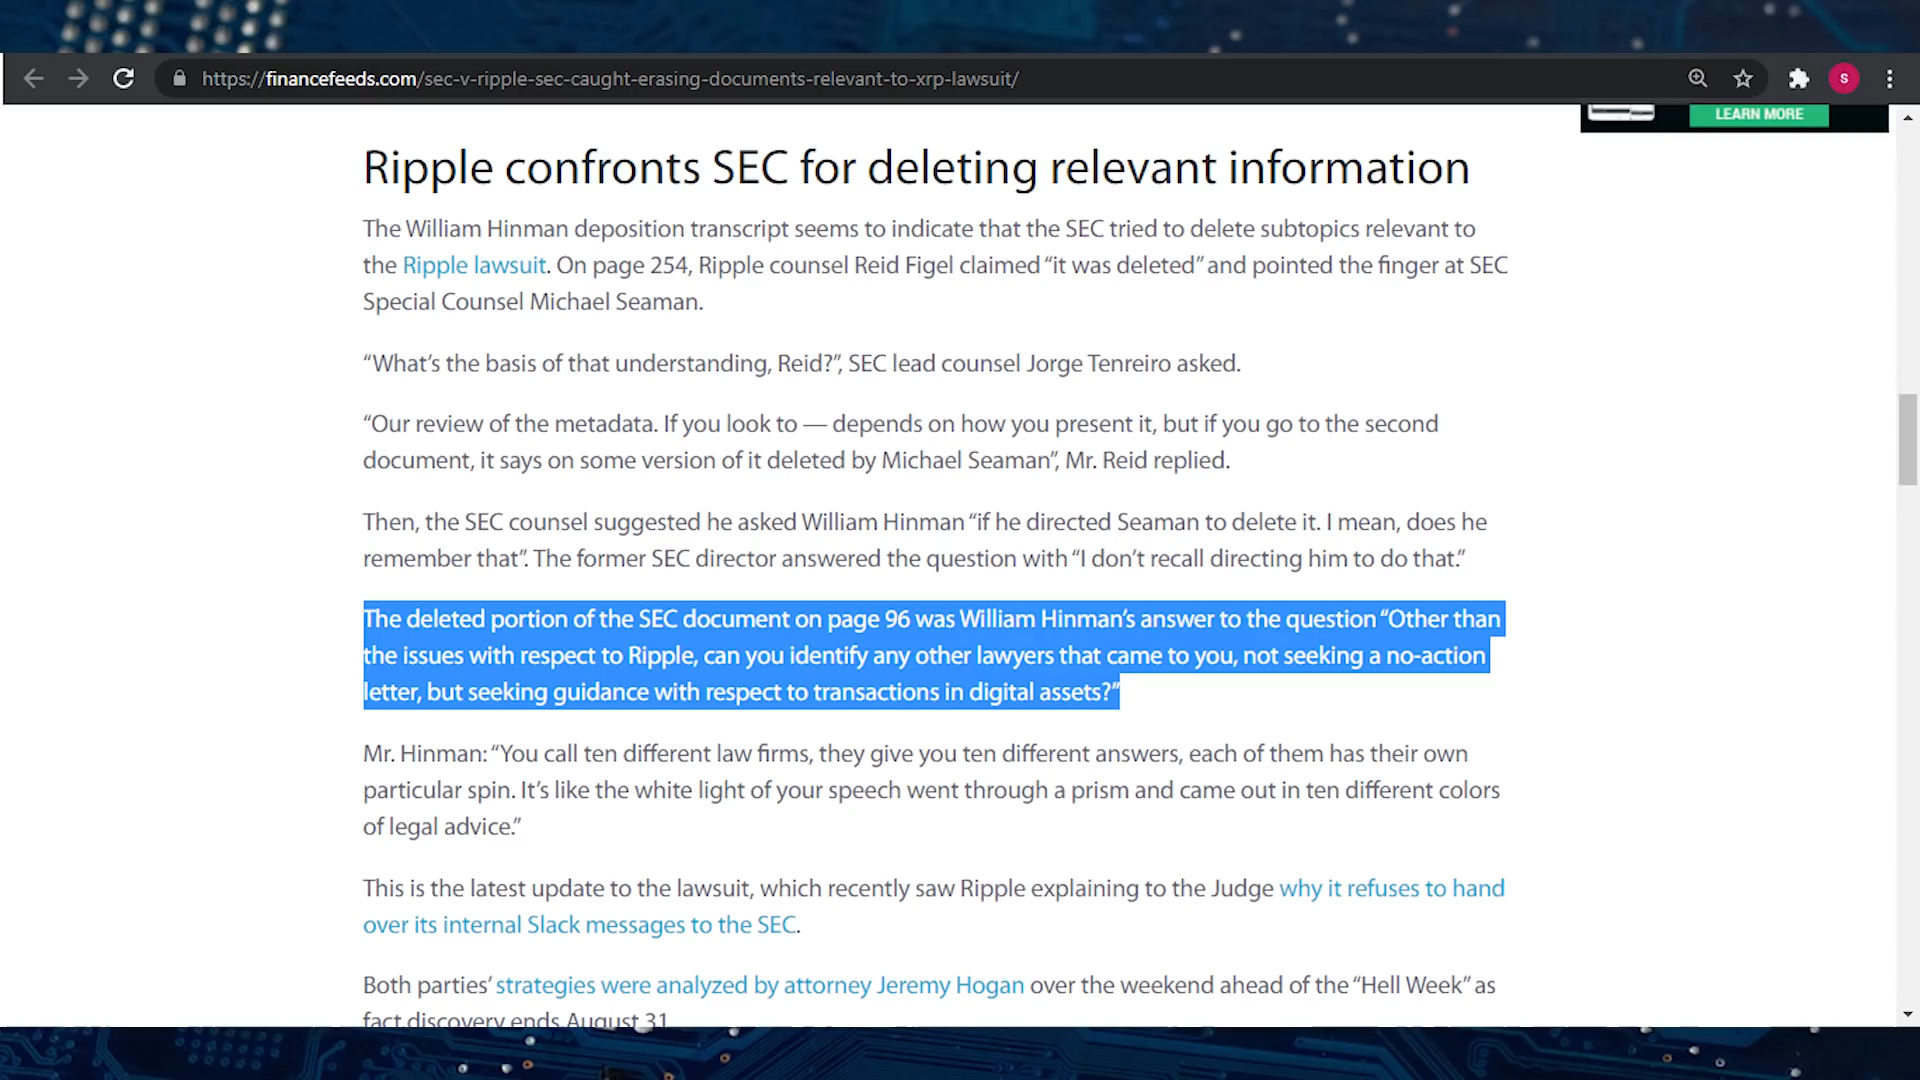 https://financefeeds.com/sec-v-ripple-sec-caught-erasing-documents-relevant-to-xrp-lawsuit/
S
LEARN MORE
Ripple confronts SEC for deleting relevant information
The William Hinman deposition transcript seems to indicate that the SEC tried to delete subtopics relevant to
the Ripple lawsuit. On page 254, Ripple counsel Reid Figel claimed “it was deleted” and pointed the finger at SEC
Special Counsel Michael Seaman.
“What’s the basis of that understanding, Reid?”, SEC lead counsel Jorge Tenreiro asked.
“Our review of the metadata. If you look to — depends on how you present it, but if you go to the second
document, it says on some version of it deleted by Michael Seaman”, Mr. Reid replied.
Then, the SEC counsel suggested he asked William Hinman “if he directed Seaman to delete it. I mean, does he
remember that”. The former SEC director answered the question with “I don’t recall directing him to do that.”
The deleted portion of the SEC document on page 96 was William Hinman’s answer to the question “Other than
the issues with respect to Ripple, can you identify any other lawyers that came to you, not seeking a no-action
letter, but seeking guidance with respect to transactions in digital assets?”
Mr. Hinman: “You call ten different law firms, they give you ten different answers, each of them has their own
particular spin. It’s like the white light of your speech went through a prism and came out in ten different colors
of legal advice.”
This is the latest update to the lawsuit, which recently saw Ripple explaining to the Judge why it refuses to hand
over its internal Slack messages to the SEC.
Both parties’ strategies were analyzed by attorney Jeremy Hogan over the weekend ahead of the “Hell Week” as
fact discovery ends August 31